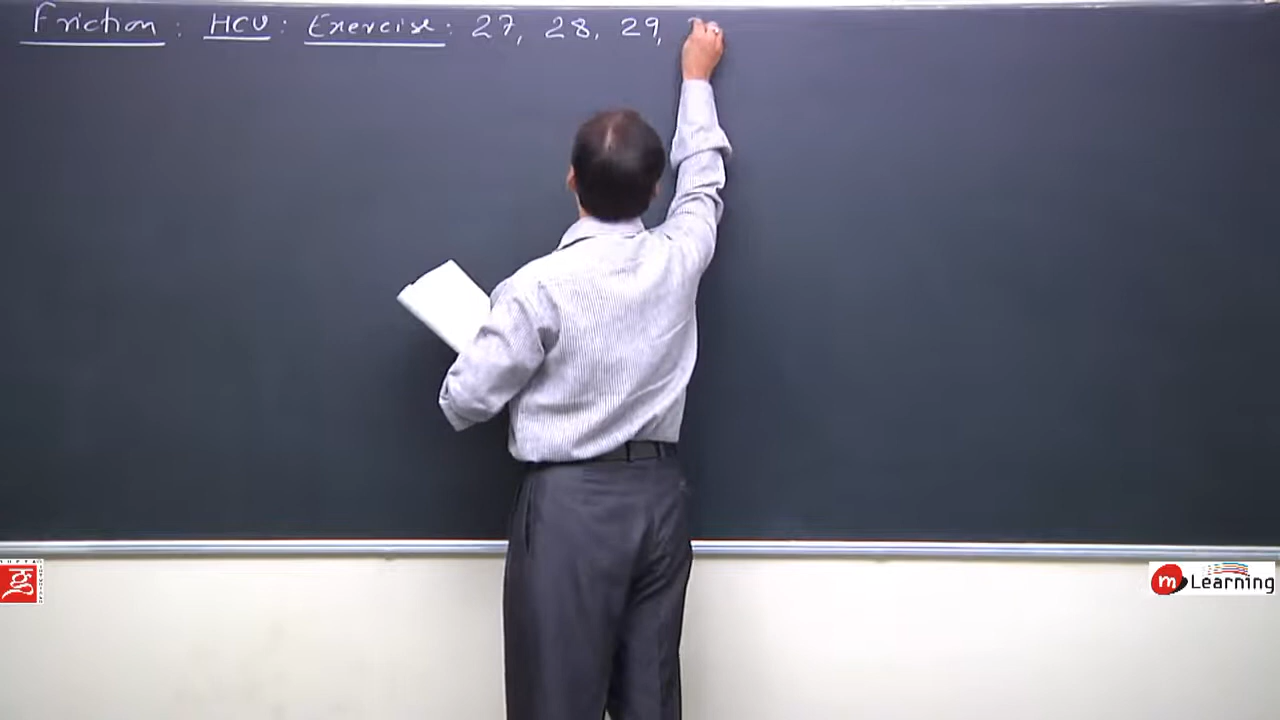 Friction : HCV : Exercise : 27, 28, 29,
m Learning